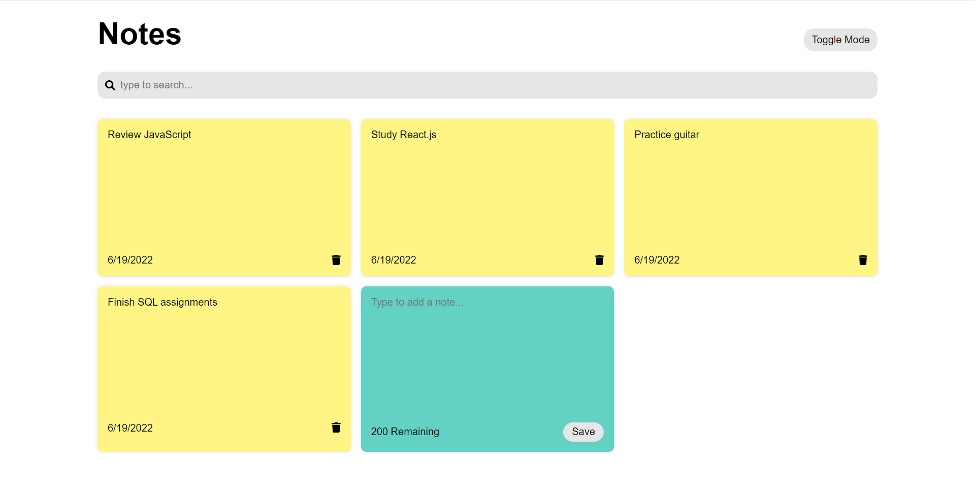 Notes
Toggle Mode
type to search...
Review JavaScript
Study React.js
Practice guitar
6/19/2022
6/19/2022
6/19/2022
Finish SQL assignments
Type to add a note...
6/19/2022
200 Remaining
Save